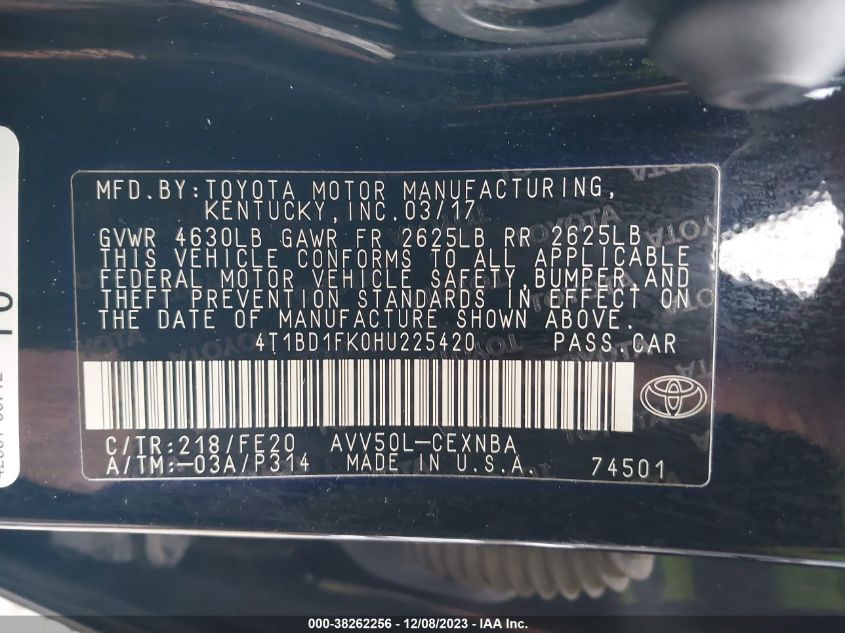 MFD.BY:TOYOTA MOTOR MANUFACTURING,
KENTUCKY,INC.03/17
GVWR 4630LB GAWR FR 2625LB RR 2625LB
THIS VEHICLE CONFORMS TO ALL APPLICABLE
FEDERAL MOTOR VEHICLE SAFETY,BUMPER,AND
THEFT PREVENTION STANDARDS IN EFFECT ON
THE DATE OF MANUFACTURE SHOWN ABOVE.
4T1BD1FK0HU225420 PASS.CAR
C/TR:218/FE20 AVV50L-CEXNBA
A/TM:-03A/P314 MADE IN U.S.A. 74501
000-38262256 - 12/08/2023 - IAA Inc.